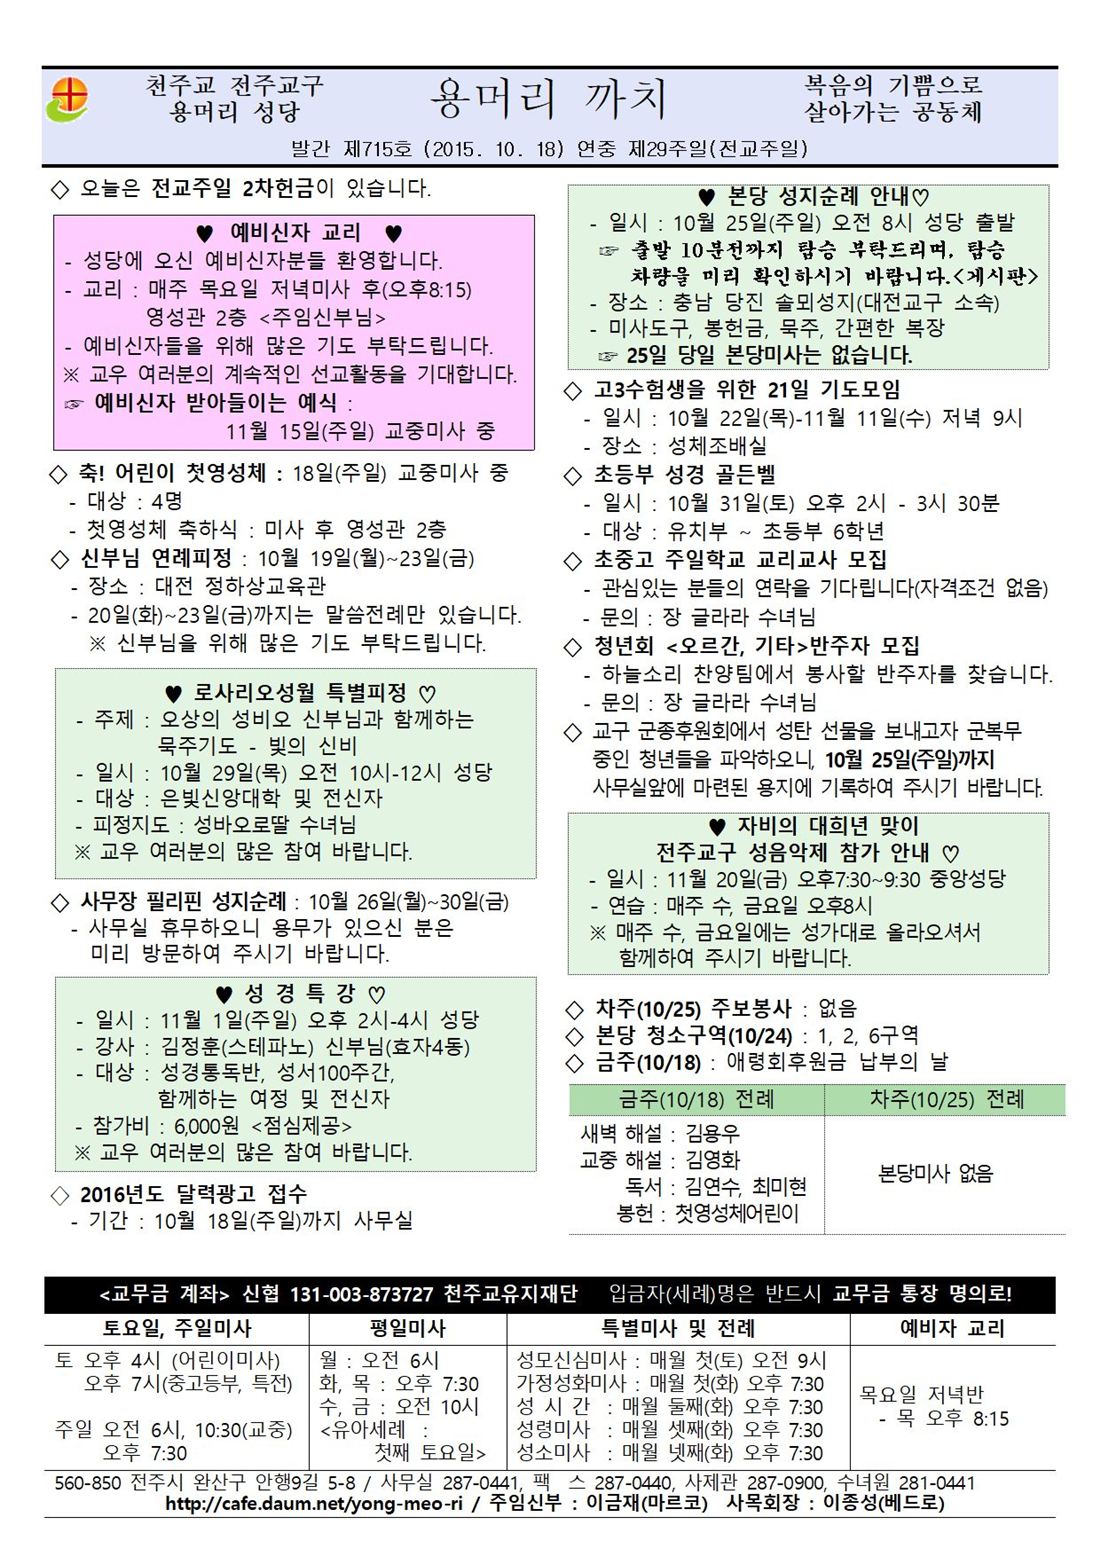 천주교 전주교구
용머리 성당
용머리 까치
복음의 기쁨으로
살아가는 공동체
발간 제715호 (2015. 10. 18) 연중 제29주일(전교주일)
◇ 오늘은 전교주일 2차헌금이 있습니다.
♥ 예비신자 교리 ♥
- 성당에 오신 예비신자분들 환영합니다.
- 교리 : 매주 목요일 저녁미사 후(오후8:15)
영성관 2층 <주임신부님>
- 예비신자들을 위해 많은 기도 부탁드립니다.
※ 교우 여러분의 계속적인 선교활동을 기대합니다.
☞ 예비신자 받아들이는 예식 :
11월 15일(주일) 교중미사 중
◇ 축! 어린이 첫영성체 : 18일(주일) 교중미사 중
- 대상 : 4명
- 첫영성체 축하식 : 미사 후 영성관 2층
◇ 신부님 연례피정 : 10월 19일(월)~23일(금)
- 장소 : 대전 정하상교육관
- 20일(화)~23일(금)까지는 말씀전례만 있습니다.
※ 신부님을 위해 많은 기도 부탁드립니다.
♥ 로사리오성월 특별피정 ♡
- 주제 : 오상의 성비오 신부님과 함께하는
묵주기도 - 빛의 신비
- 일시 : 10월 29일(목) 오전 10시-12시 성당
- 대상 : 은빛신앙대학 및 전신자
- 피정지도 : 성바오로딸 수녀님
※ 교우 여러분의 많은 참여 바랍니다.
◇ 사무장 필리핀 성지순례 : 10월 26일(월)~30일(금)
- 사무실 휴무하오니 용무가 있으신 분은
미리 방문하여 주시기 바랍니다.
♥ 성 경 특 강 ♡
- 일시 : 11월 1일(주일) 오후 2시-4시 성당
- 강사 : 김정훈(스테파노) 신부님(효자4동)
- 대상 : 성경통독반, 성서100주간,
함께하는 여정 및 전신자
- 참가비 : 6,000원 <점심제공>
※ 교우 여러분의 많은 참여 바랍니다.
◇ 2016년도 달력광고 접수
- 기간 : 10월 18일(주일)까지 사무실
♥ 본당 성지순례 안내♡
- 일시 : 10월 25일(주일) 오전 8시 성당 출발
☞ 출발 10분전까지 탑승 부탁드리며, 탑승
차량을 미리 확인하시기 바랍니다.<게시판>
- 장소 : 충남 당진 솔뫼성지(대전교구 소속)
- 미사도구, 봉헌금, 묵주, 간편한 복장
☞ 25일 당일 본당미사는 없습니다.
◇ 고3수험생을 위한 21일 기도모임
- 일시 : 10월 22일(목)-11월 11일(수) 저녁 9시
- 장소 : 성체조배실
◇ 초등부 성경 골든벨
- 일시 : 10월 31일(토) 오후 2시 - 3시 30분
- 대상 : 유치부 ~ 초등부 6학년
◇ 초중고 주일학교 교리교사 모집
- 관심있는 분들의 연락을 기다립니다(자격조건 없음)
- 문의 : 장 글라라 수녀님
◇ 청년회 <오르간, 기타>반주자 모집
- 하늘소리 찬양팀에서 봉사할 반주자를 찾습니다.
- 문의 : 장 글라라 수녀님
◇ 교구 군종후원회에서 성탄 선물을 보내고자 군복무
중인 청년들을 파악하오니, 10월 25일(주일)까지
사무실앞에 마련된 용지에 기록하여 주시기 바랍니다.
♥ 자비의 대희년 맞이
전주교구 성음악제 참가 안내 ♡
- 일시 : 11월 20일(금) 오후7:30~9:30 중앙성당
- 연습 : 매주 수, 금요일 오후8시
※ 매주 수, 금요일에는 성가대로 올라오셔서
함께하여 주시기 바랍니다.
◇ 차주(10/25) 주보봉사 : 없음
◇ 본당 청소구역(10/24) : 1, 2, 6구역
◇ 금주(10/18) : 애령회후원금 납부의 날
금주(10/18) 전례 차주(10/25) 전례
새벽 해설 : 김용우
교중 해설 : 김영화
독서 : 김연수, 최미현
봉헌 : 첫영성체어린이
본당미사 없음
<교무금 계좌> 신협 131-003-873727 천주교유지재단 입금자(세례)명은 반드시 교무금 통장 명의로!
토요일, 주일미사 평일미사 특별미사 및 전례 예비자 교리
토 오후 4시 (어린이미사)
오후 7시(중고등부, 특전)
주일 오전 6시, 10:30(교중)
오후 7:30
월 : 오전 6시
화, 목 : 오후 7:30
수, 금 : 오전 10시
<유아세례 :
첫째 토요일>
성모신심미사 : 매월 첫(토) 오전 9시
가정성화미사 : 매월 첫(화) 오후 7:30
성 시 간 : 매월 둘째(화) 오후 7:30
성령미사 : 매월 셋째(화) 오후 7:30
성소미사 : 매월 넷째(화) 오후 7:30
목요일 저녁반
- 목 오후 8:15
560-850 전주시 완산구 안행9길 5-8 / 사무실 287-0441, 팩 스 287-0440, 사제관 287-0900, 수녀원 281-0441
http://cafe.daum.net/yong-meo-ri / 주임신부 : 이금재(마르코) 사목회장 : 이종성(베드로)